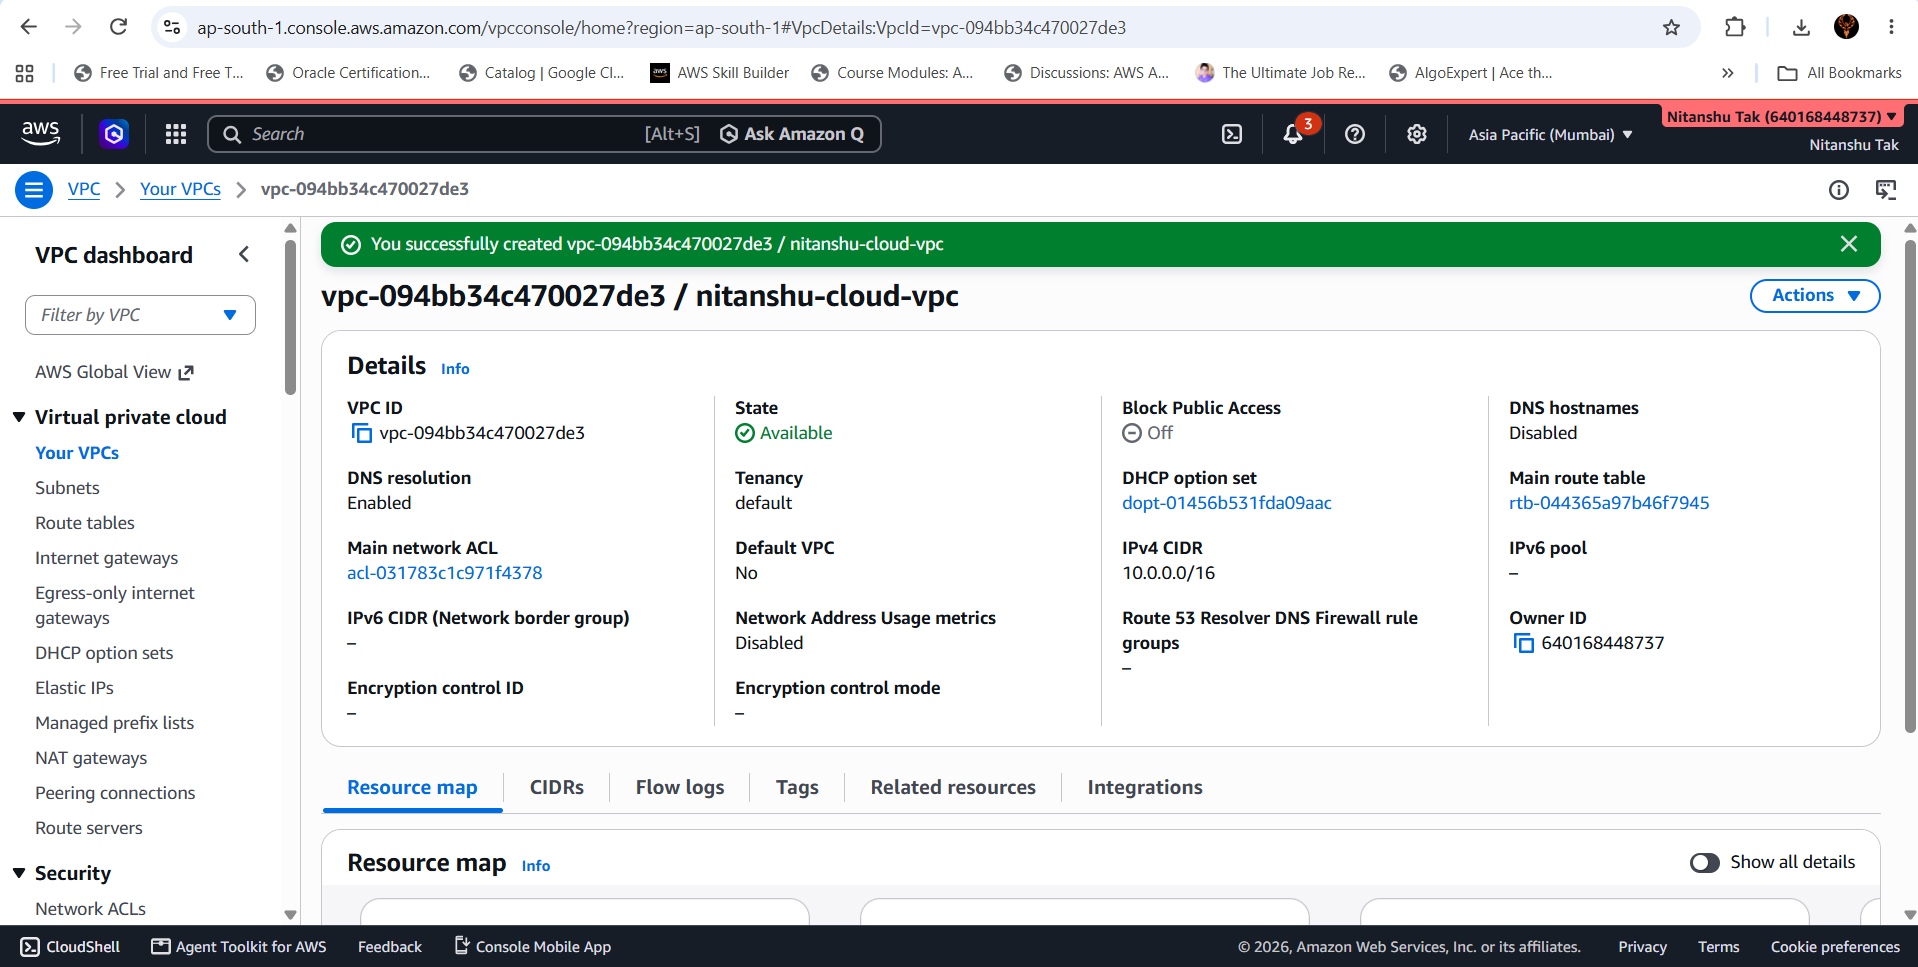 ap-south-1.console.aws.amazon.com/vpcconsole/home?region=ap-south-1#VpcDetails:VpcId=vpc-094bb34c470027de3
Free Trial and Free T...
Oracle Certification...
Catalog | Google Cl...
aws
AWS Skill Builder
Course Modules: A...
Discussions: AWS A...
The Ultimate Job Re...
AlgoExpert | Ace th...
»
All Bookmarks
aws
Search
[Alt+S]
Ask Amazon Q
3
Asia Pacific (Mumbai)
Nitanshu Tak (640168448737)
Nitanshu Tak
VPC
Your VPCs
vpc-094bb34c470027de3
VPC dashboard
Filter by VPC
AWS Global View
Virtual private cloud
Your VPCs
Subnets
Route tables
Internet gateways
Egress-only internet
gateways
DHCP option sets
Elastic IPs
Managed prefix lists
NAT gateways
Peering connections
Route servers
Security
Network ACLs
You successfully created vpc-094bb34c470027de3 / nitanshu-cloud-vpc
vpc-094bb34c470027de3 / nitanshu-cloud-vpc
Actions
Details
Info
VPC ID
vpc-094bb34c470027de3
State
Available
Block Public Access
Off
DNS hostnames
Disabled
DNS resolution
Enabled
Tenancy
default
DHCP option set
dopt-01456b531fda09aac
Main route table
rtb-044365a97b46f7945
Main network ACL
acl-031783c1c971f4378
Default VPC
No
IPv4 CIDR
10.0.0.0/16
IPv6 pool
–
IPv6 CIDR (Network border group)
–
Network Address Usage metrics
Disabled
Route 53 Resolver DNS Firewall rule
groups
–
Owner ID
640168448737
Encryption control ID
–
Encryption control mode
–
Resource map
CIDRs
Flow logs
Tags
Related resources
Integrations
Resource map
Info
Show all details
CloudShell
Agent Toolkit for AWS
Feedback
Console Mobile App
© 2026, Amazon Web Services, Inc. or its affiliates.
Privacy
Terms
Cookie preferences